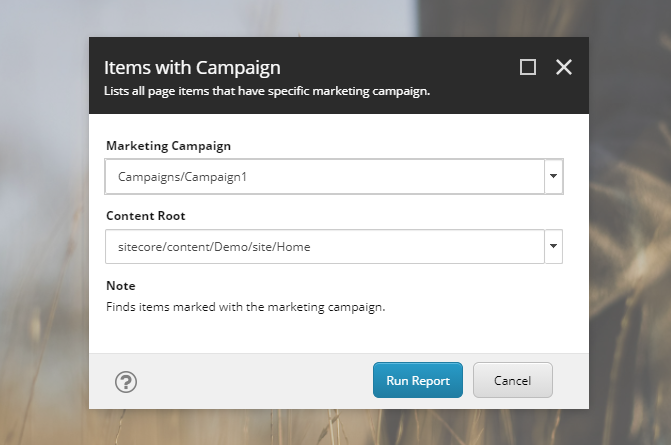 Items with Campaign
Lists all page items that have specific marketing campaign.
Marketing Campaign
Campaigns/Campaign1
Content Root
sitecore/content/Demo/site/Home
Note
Finds items marked with the marketing campaign.
?
Run Report
Cancel